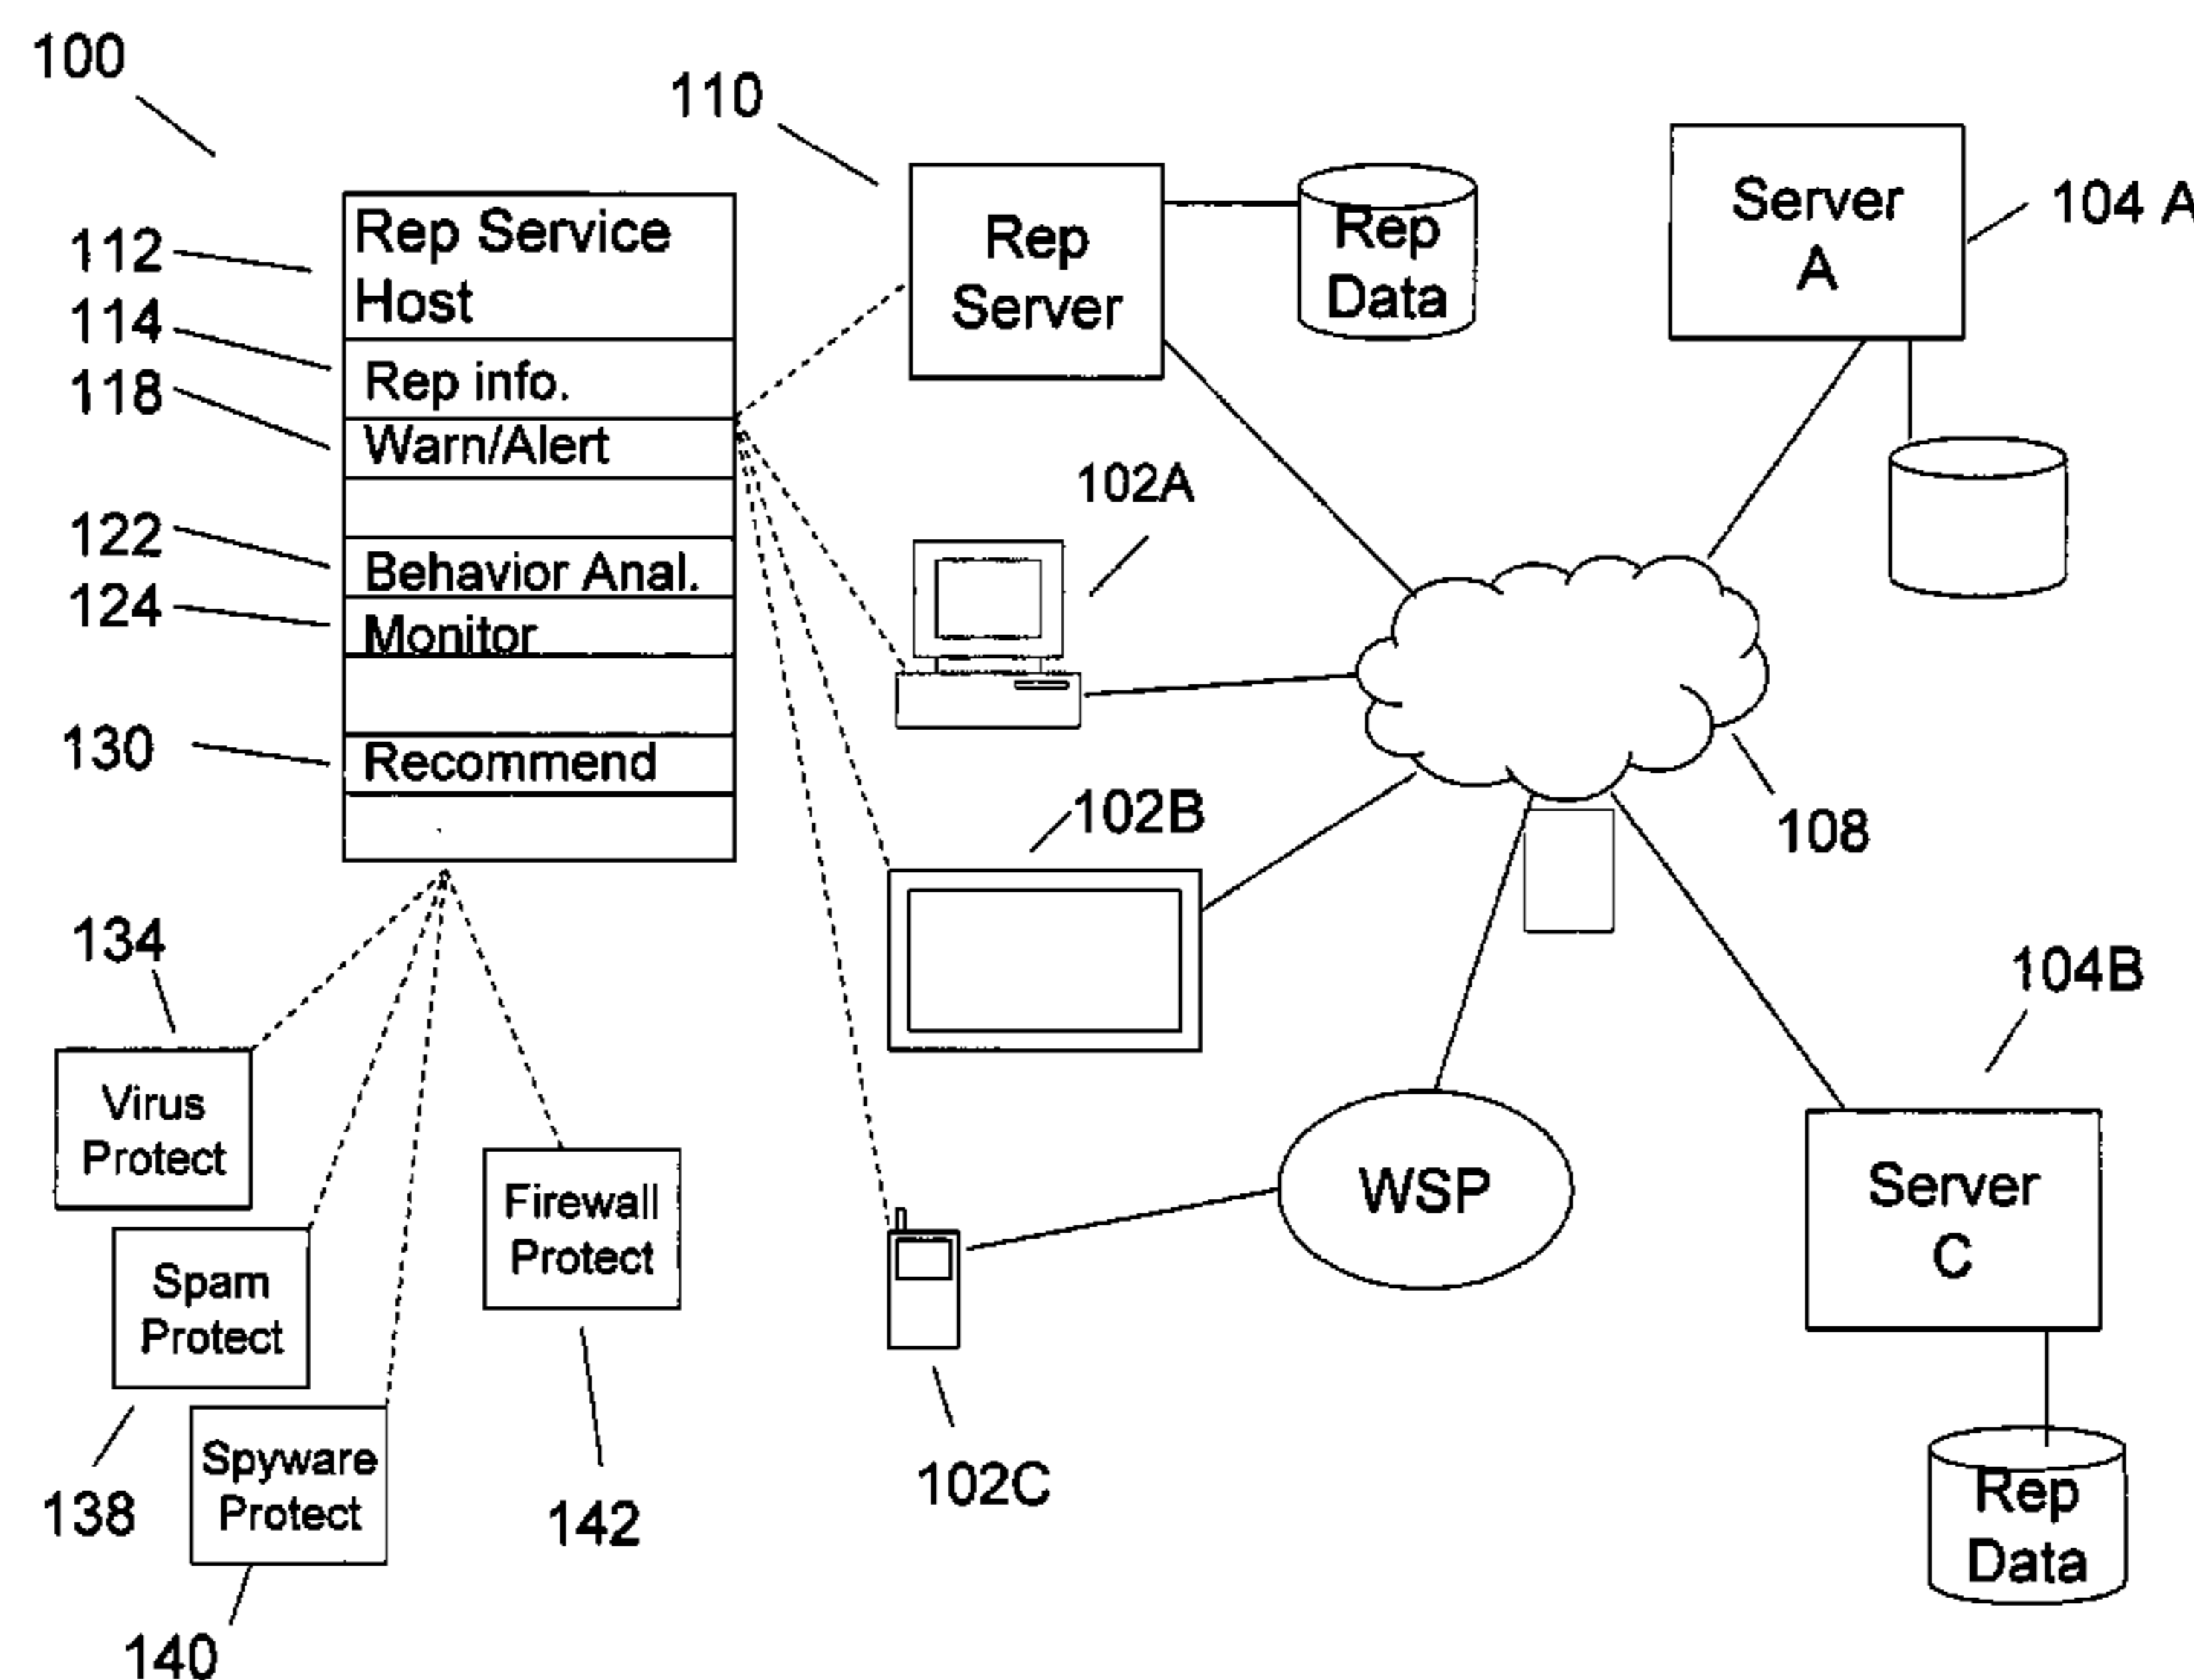 100
110
Rep Service
Host
112
114
118
Rep info.
Warn/Alert
122
124
Behavior Anal.
Monitor
130
Recommend
Rep
Server
Rep
Data
Server
A
104 A
102A
102B
108
134
Virus
Protect
Spam
Protect
138
Spyware
Protect
140
Firewall
Protect
142
102C
WSP
104B
Server
C
Rep
Data